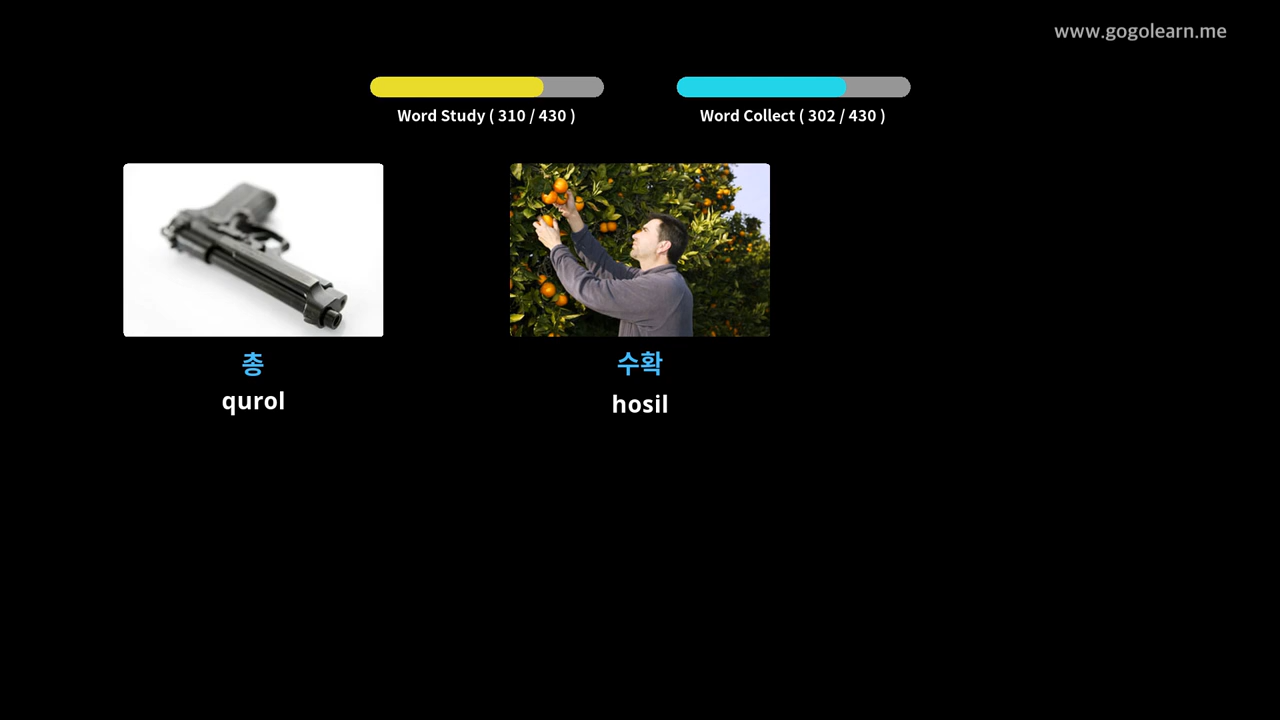 www.gogolearn.me
Word Study ( 310 / 430 )
Word Collect ( 302 / 430 )
총
qurol
수확
hosil